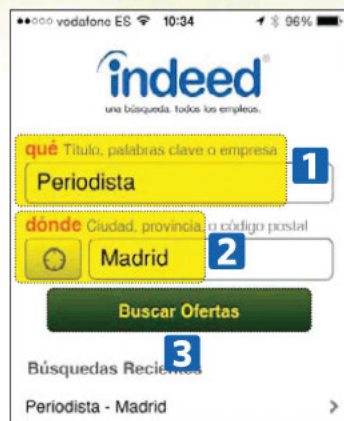 vodafone ES 10:34 96%
indeed
una búsqueda. todos los empleos.
qué Título, palabras clave o empresa
1
Periodista
dónde Ciudad, provincia, o código postal
Madrid
2
Buscar Ofertas
3
Búsquedas Recientes
Periodista - Madrid